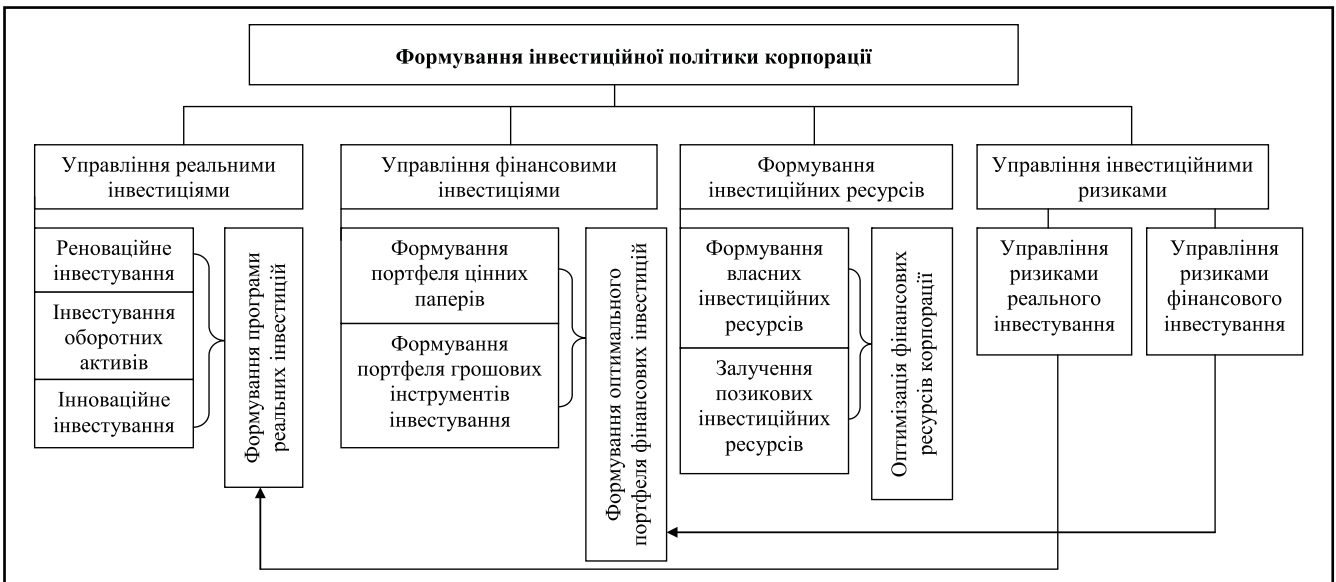 Формування інвестиційної політики корпорації
Управління реальними
інвестиціями
Управління фінансовими
інвестиціями
Формування
інвестиційних ресурсів
Управління інвестиційними
ризиками
Реноваційне
інвестування
Інвестування
оборотних
активів
Інноваційне
інвестування
Формування програми
реальних інвестицій
Формування
портфеля цінних
паперів
Формування
портфеля грошових
інструментів
інвестування
Формування оптимального
портфеля фінансових інвестицій
Формування
власних
інвестиційних
ресурсів
Залучення
позикових
інвестиційних
ресурсів
Оптимізація фінансових
ресурсів корпорації
Управління
ризиками
реального
інвестування
Управління
ризиками
фінансового
інвестування